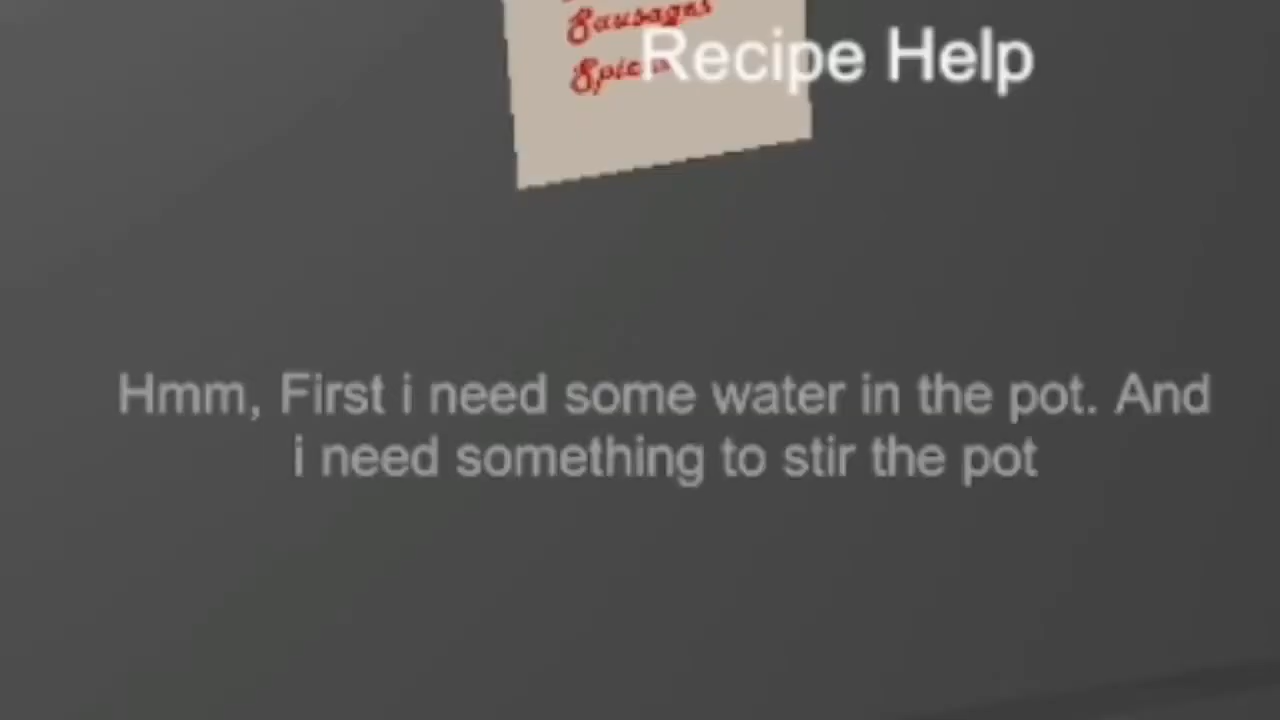 Sausages
Recipe Help
Hmm, First i need some water in the pot. And
i need something to stir the pot